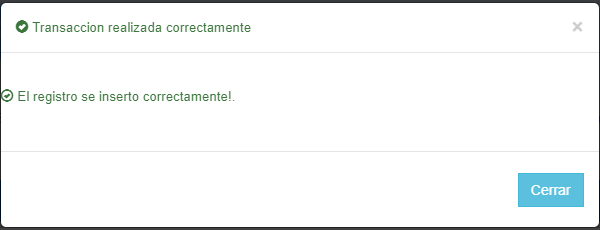 Transaccion realizada correctamente
×
El registro se inserto correctamente!.
Cerrar